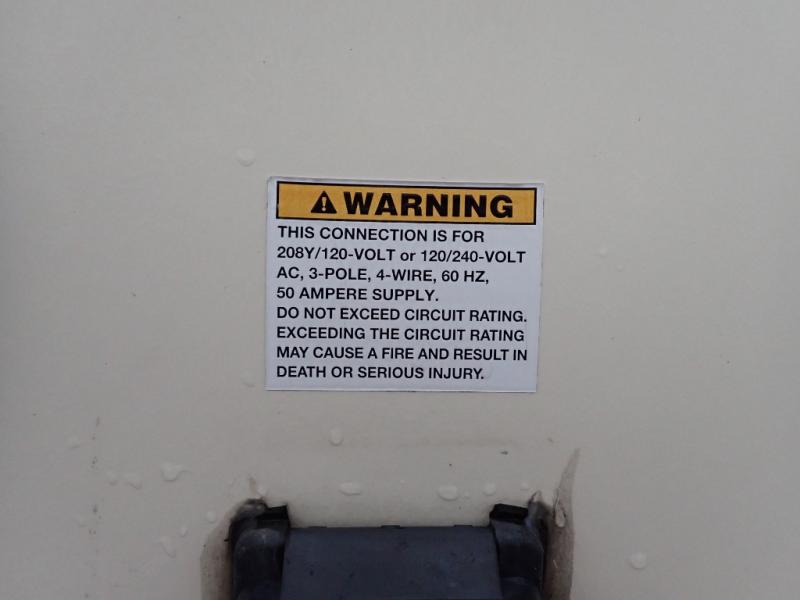 WARNING
THIS CONNECTION IS FOR
208Y/120-VOLT or 120/240-VOLT
AC, 3-POLE, 4-WIRE, 60 HZ,
50 AMPERE SUPPLY.
DO NOT EXCEED CIRCUIT RATING.
EXCEEDING THE CIRCUIT RATING
MAY CAUSE A FIRE AND RESULT IN
DEATH OR SERIOUS INJURY.